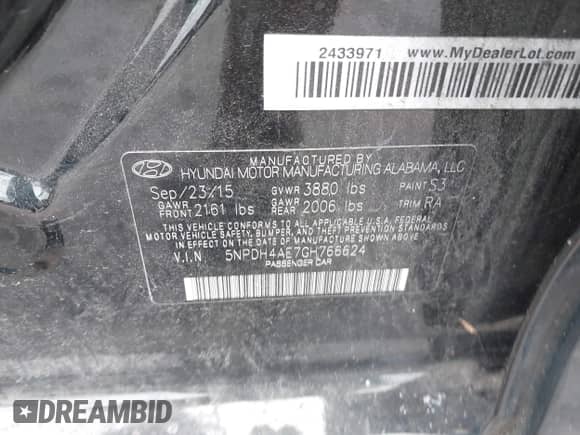 2433971 www.MyDealerLot.com
MANUFACTURED BY
HYUNDAI MOTOR MANUFACTURING ALABAMA, LLC
Sep/23/15 GVWR 3880 lbs PAINT S3
GAWR FRONT 2161 lbs GAWR REAR 2006 lbs TRIM RA
THIS VEHICLE CONFORMS TO ALL APPLICABLE U.S.A. FEDERAL
MOTOR VEHICLE SAFETY, BUMPER, AND THEFT PREVENTION STANDARDS
IN EFFECT ON THE DATE OF MANUFACTURE SHOWN ABOVE.
V.I.N 5NPDH4AE7GH766624
PASSENGER CAR
DREAMBID